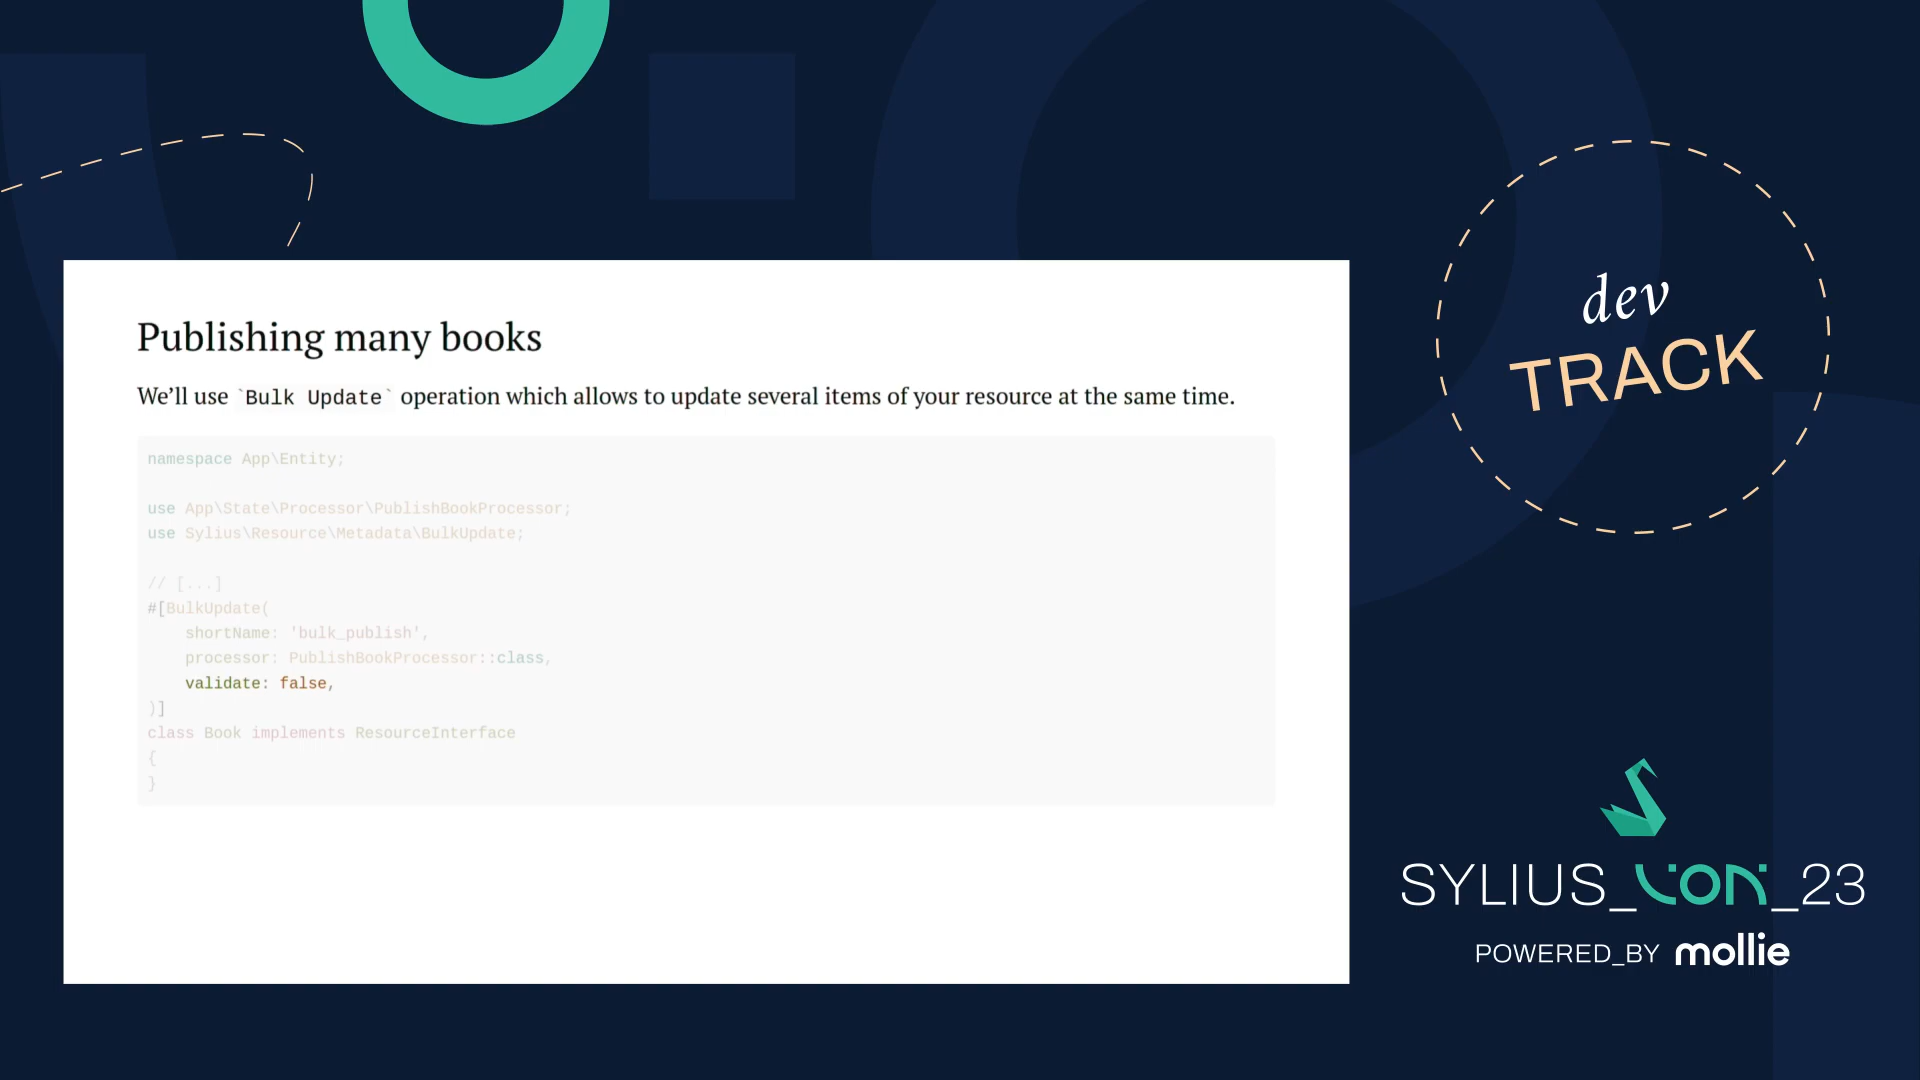 Publishing many books
We’ll use `Bulk Update` operation which allows to update several items of your resource at the same time.
namespace App\Entity;
use App\State\Processor\PublishBookProcessor;
use Sylius\Resource\Metadata\BulkUpdate;
// [...]
#[BulkUpdate(
    shortName: 'bulk_publish',
    processor: PublishBookProcessor::class,
    validate: false,
)]
class Book implements ResourceInterface
{
}
dev
TRACK
SYLIUS_CON_23
POWERED_BY mollie